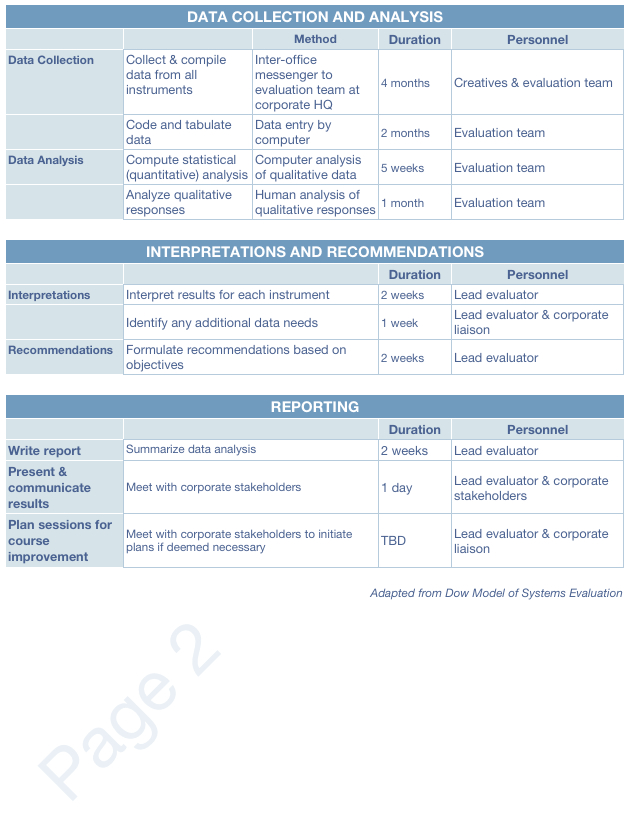 DATA COLLECTION AND ANALYSIS
Method Duration Personnel
Data Collection
Collect & compile
data from all
instruments
Inter-office
messenger to
evaluation team at
corporate HQ
4 months
Creatives & evaluation team
Code and tabulate
data
Data entry by
computer
2 months
Evaluation team
Data Analysis
Compute statistical
(quantitative) analysis
Computer analysis
of qualitative data
5 weeks
Evaluation team
Analyze qualitative
responses
Human analysis of
qualitative responses
1 month
Evaluation team
INTERPRETATIONS AND RECOMMENDATIONS
Duration Personnel
Interpretations
Interpret results for each instrument
2 weeks
Lead evaluator
Identify any additional data needs
1 week
Lead evaluator & corporate
liaison
Recommendations
Formulate recommendations based on
objectives
2 weeks
Lead evaluator
REPORTING
Duration Personnel
Write report
Summarize data analysis
2 weeks
Lead evaluator
Present &
communicate
results
Meet with corporate stakeholders
1 day
Lead evaluator & corporate
stakeholders
Plan sessions for
course
improvement
Meet with corporate stakeholders to initiate
plans if deemed necessary
TBD
Lead evaluator & corporate
liaison
Adapted from Dow Model of Systems Evaluation
Page 2